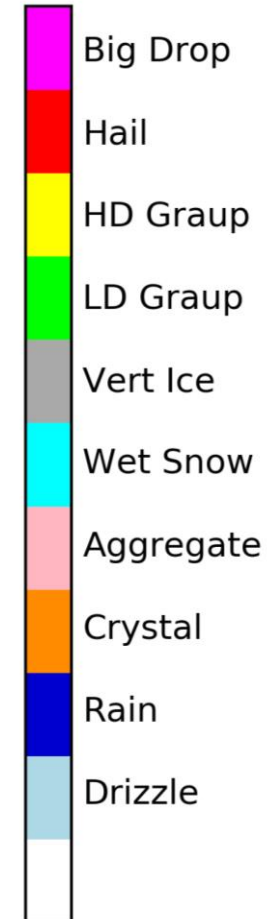 Big Drop
Hail
HD Graup
LD Graup
Vert Ice
Wet Snow
Aggregate
Crystal
Rain
Drizzle